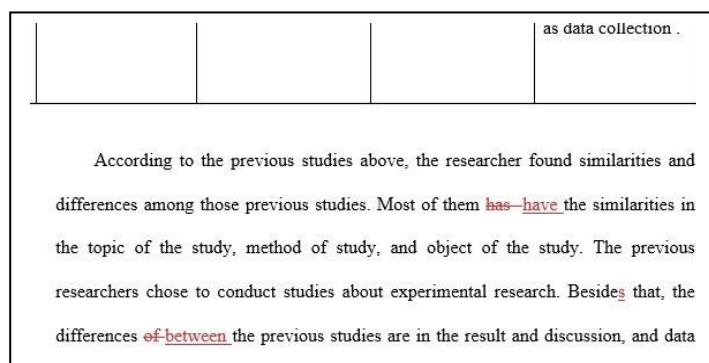 as data collection .
According to the previous studies above, the researcher found similarities and
differences among those previous studies. Most of them has have the similarities in
the topic of the study, method of study, and object of the study. The previous
researchers chose to conduct studies about experimental research. Besides that, the
differences of between the previous studies are in the result and discussion, and data